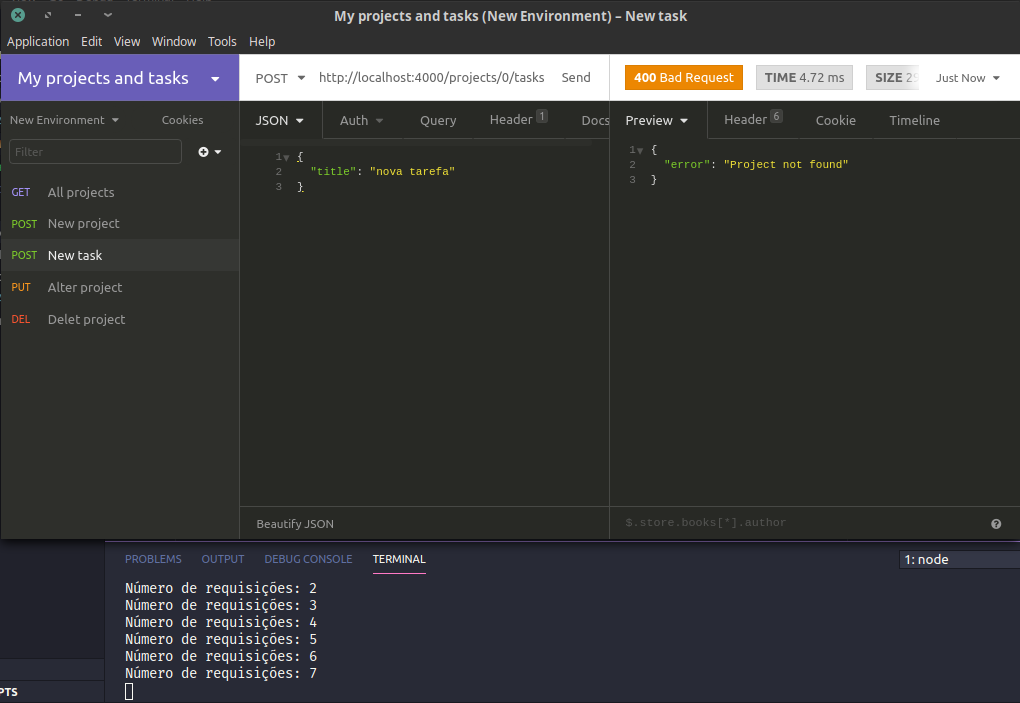 My projects and tasks (New Environment) – New task
Application Edit View Window Tools Help
My projects and tasks
POST http://localhost:4000/projects/0/tasks Send
400 Bad Request TIME 4.72 ms SIZE Just Now
New Environment Cookies
JSON Auth Query Header 1 Docs
Preview Header 6 Cookie Timeline
Filter
1 {
2 "title": "nova tarefa"
3 }
1 {
2 "error": "Project not found"
3 }
GET All projects
POST New project
POST New task
PUT Alter project
DEL Delet project
Beautify JSON
$.store.books[*].author
PROBLEMS OUTPUT DEBUG CONSOLE TERMINAL
1: node
Número de requisições: 2
Número de requisições: 3
Número de requisições: 4
Número de requisições: 5
Número de requisições: 6
Número de requisições: 7
PTS